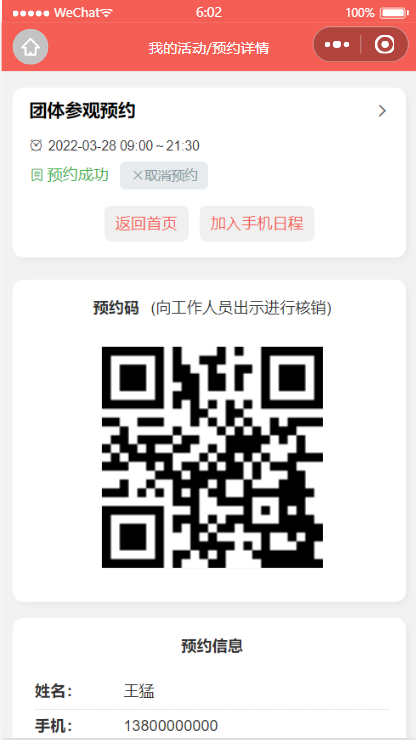 WeChat 6:02 100%
我的活动/预约详情
团体参观预约
2022-03-28 09:00～21:30
预约成功 ×取消预约
返回首页 加入手机日程
预约码 (向工作人员出示进行核销)
预约信息
姓名： 王猛
手机： 13800000000